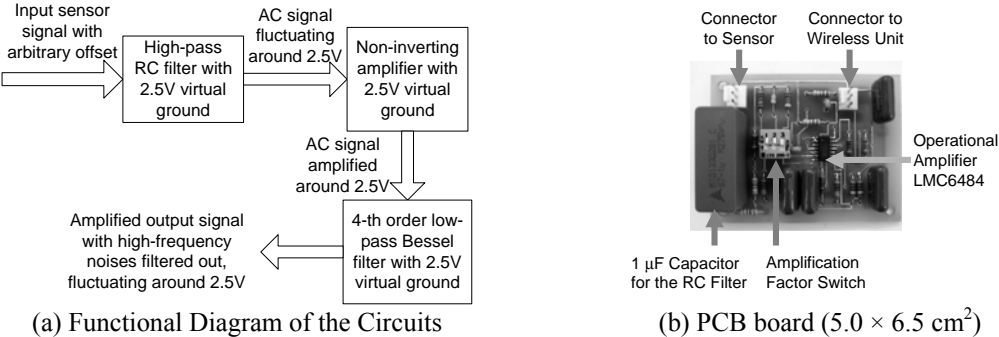 Input sensor
signal with
arbitrary offset
High-pass
RC filter with
2.5V virtual
ground
AC signal
fluctuating
around 2.5V
Non-inverting
amplifier with
2.5V virtual
ground
AC signal
amplified
around 2.5V
4-th order low-
pass Bessel
filter with 2.5V
virtual ground
Amplified output signal
with high-frequency
noises filtered out,
fluctuating around 2.5V
(a) Functional Diagram of the Circuits
Connector
to Sensor
Connector to
Wireless Unit
Operational
Amplifier
LMC6484
1 μF Capacitor
for the RC Filter
Amplification
Factor Switch
(b) PCB board (5.0 × 6.5 cm²)